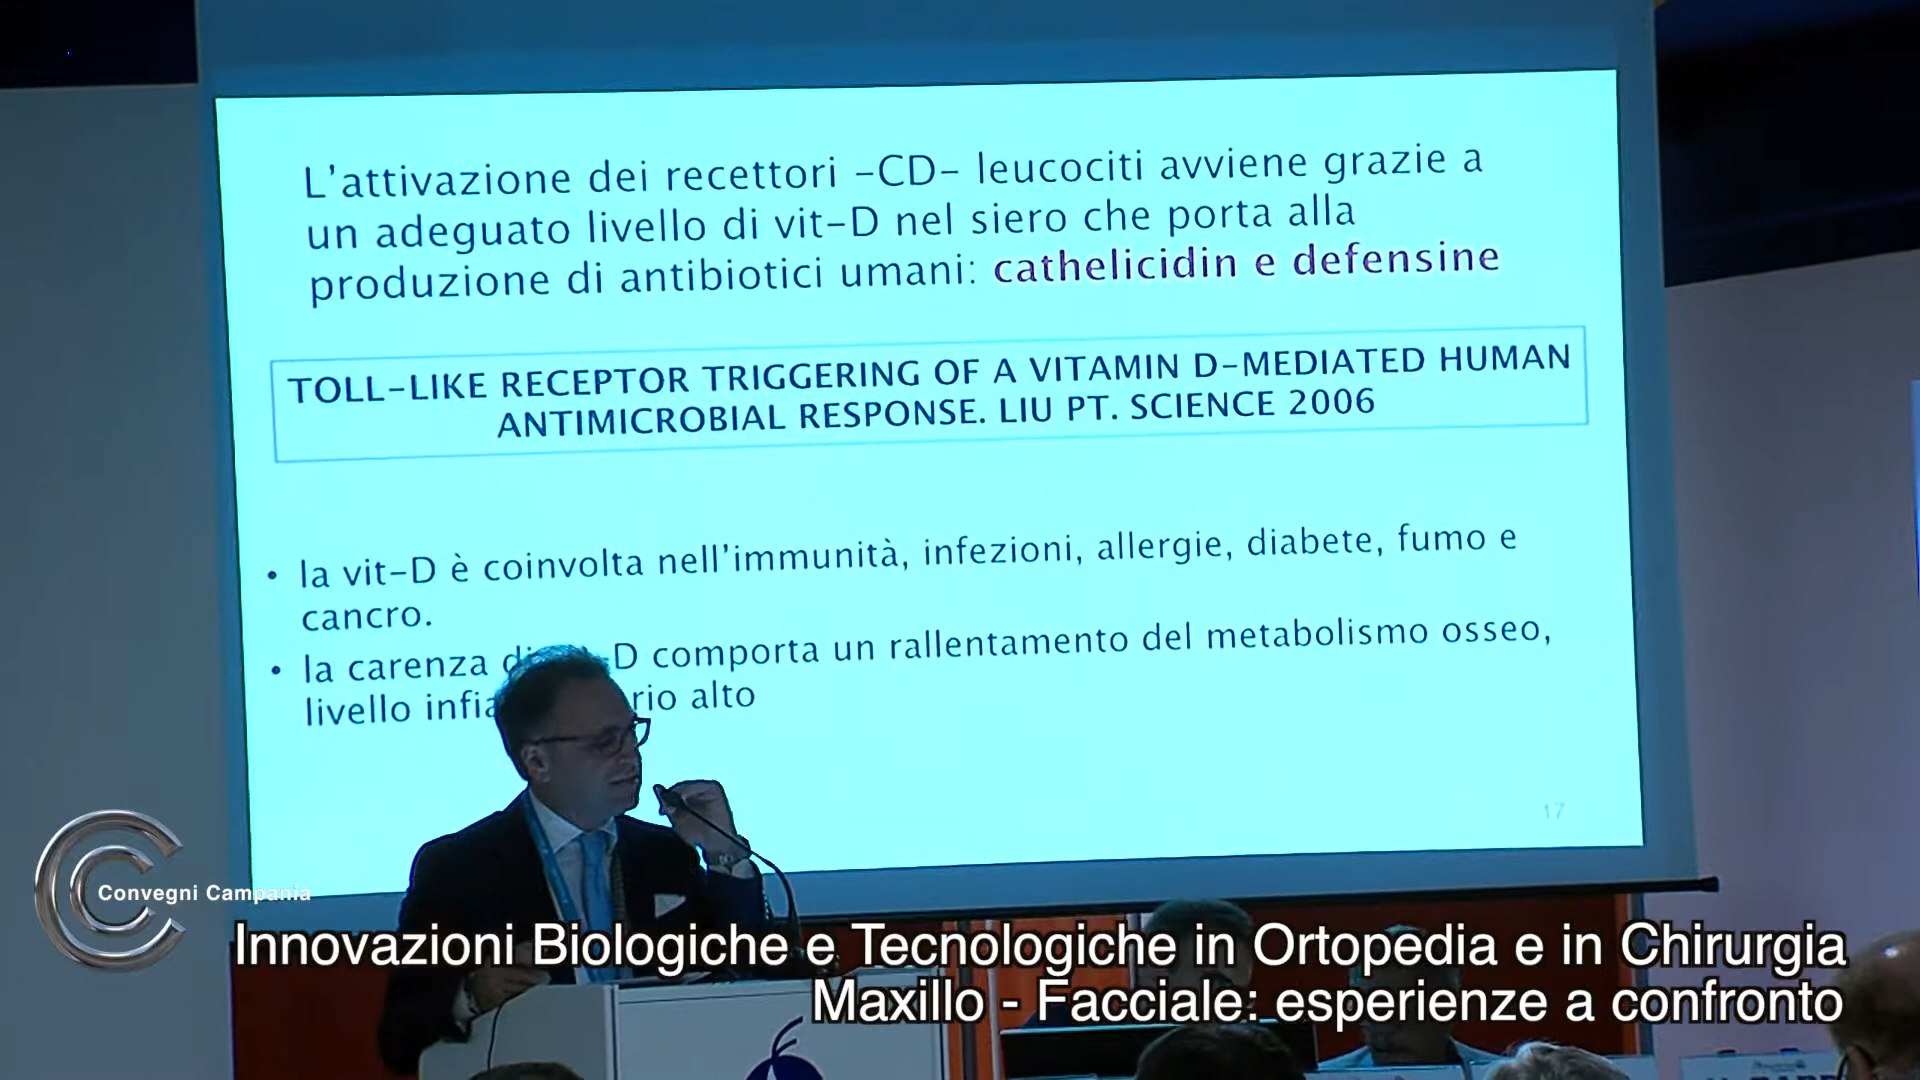 L'attivazione dei recettori -CD- leucociti avviene grazie a
un adeguato livello di vit-D nel siero che porta alla
produzione di antibiotici umani: cathelicidin e defensine
TOLL-LIKE RECEPTOR TRIGGERING OF A VITAMIN D-MEDIATED HUMAN
ANTIMICROBIAL RESPONSE. LIU PT. SCIENCE 2006
• la vit-D è coinvolta nell'immunità, infezioni, allergie, diabete, fumo e
cancro.
• la carenza D comporta un rallentamento del metabolismo osseo,
livello alto
17
Convegni Campania
Innovazioni Biologiche e Tecnologiche in Ortopedia e in Chirurgia
Maxillo - Facciale: esperienze a confronto